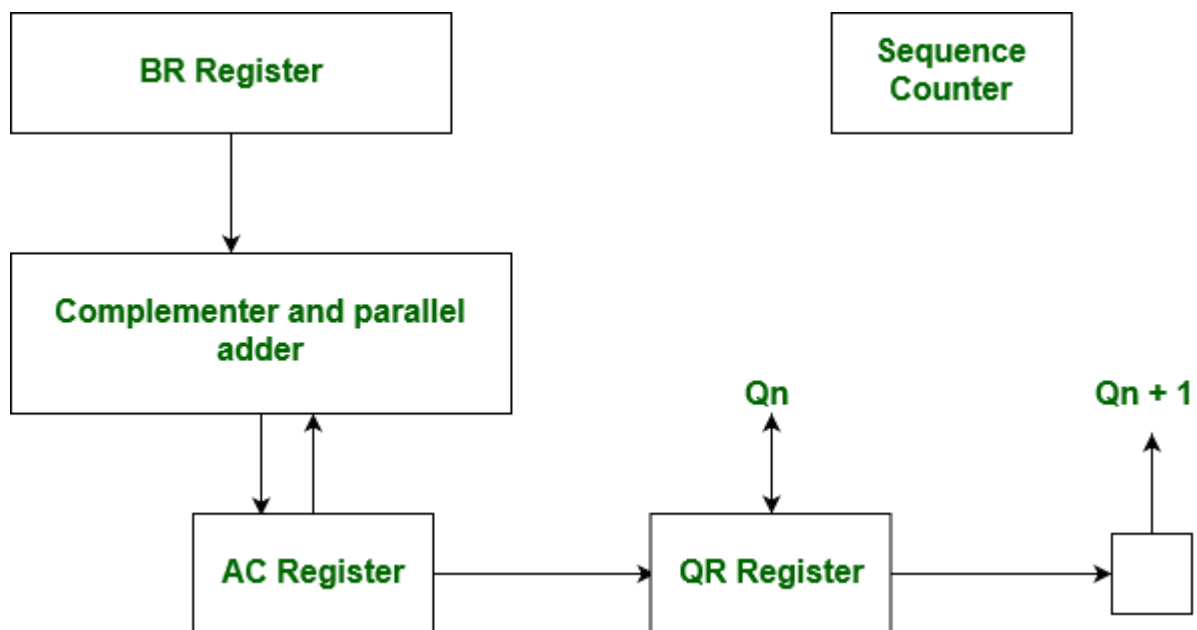 BR Register
Sequence
Counter
Complementer and parallel
adder
Qn
Qn + 1
AC Register
QR Register